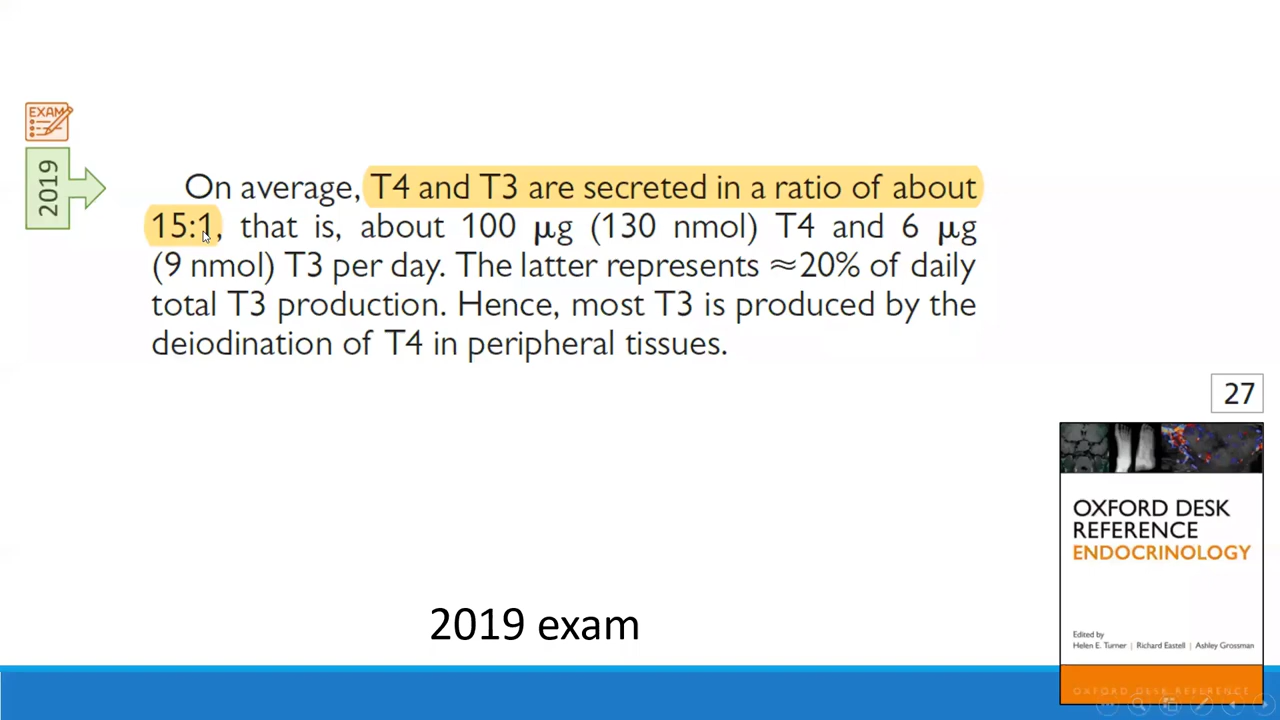 EXAM
2019
On average, T4 and T3 are secreted in a ratio of about
15:1, that is, about 100 μg (130 nmol) T4 and 6 μg
(9 nmol) T3 per day. The latter represents ≈20% of daily
total T3 production. Hence, most T3 is produced by the
deiodination of T4 in peripheral tissues.
27
OXFORD DESK
REFERENCE
ENDOCRINOLOGY
Edited by
Helen E. Turner | Richard Eastell | Ashley Grossman
OXFORD DESK REFERENCE
2019 exam